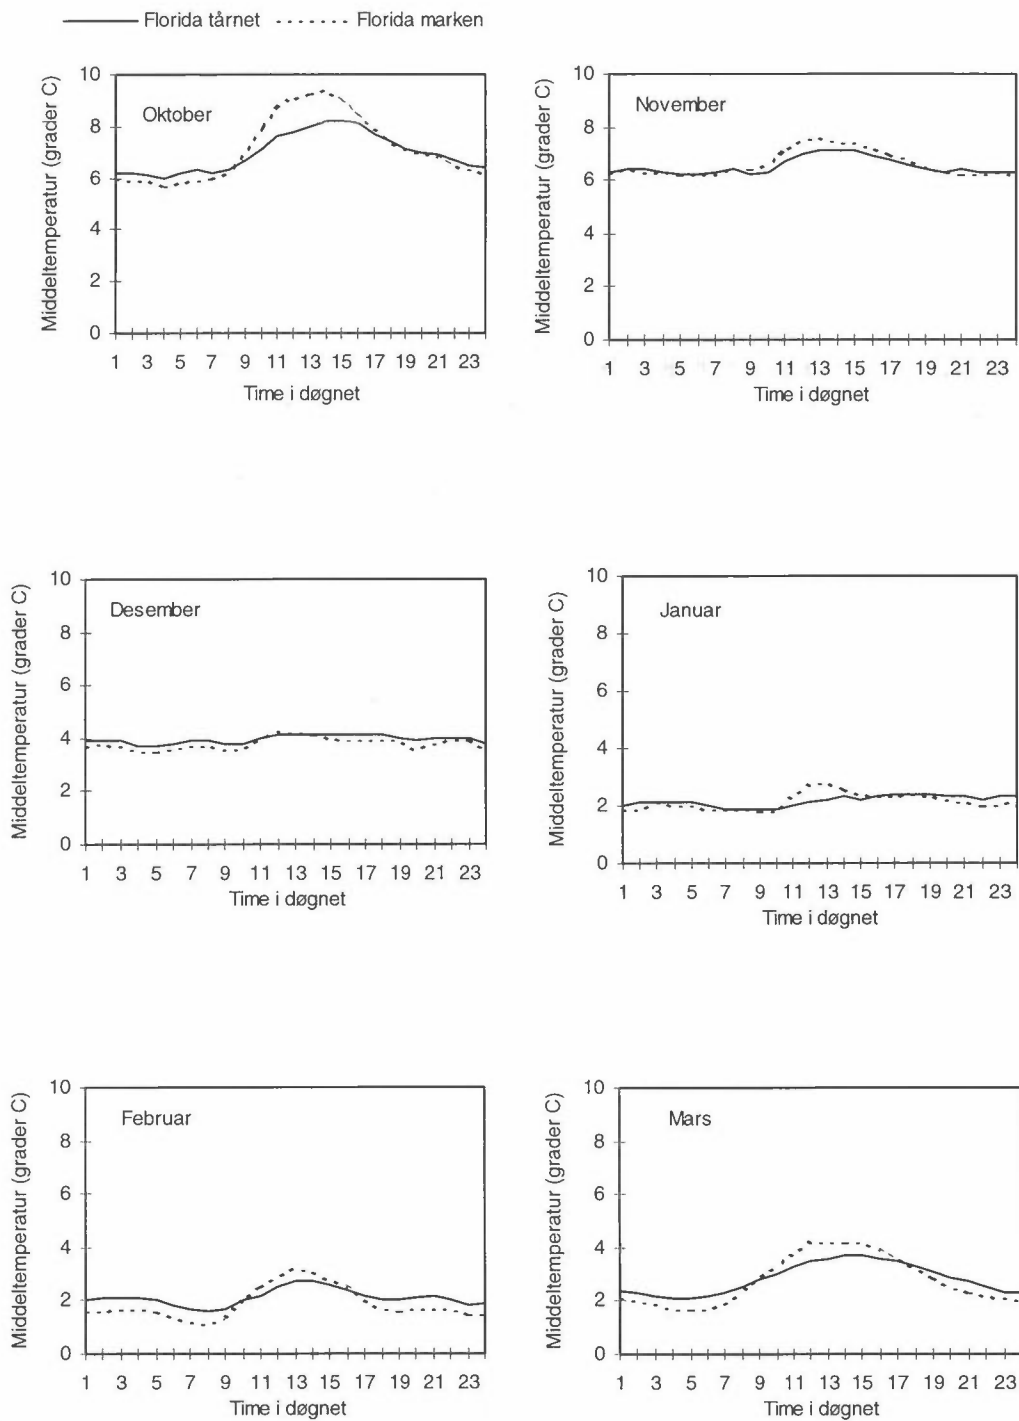 Florida tårnet Florida marken
Middeltemperatur (grader C)
10
8
6
4
2
0
Oktober
1 3 5 7 9 11 13 15 17 19 21 23
Time i døgnet
Middeltemperatur (grader C)
10
8
6
4
2
0
November
1 3 5 7 9 11 13 15 17 19 21 23
Time i døgnet
Middeltemperatur (grader C)
10
8
6
4
2
0
Desember
1 3 5 7 9 11 13 15 17 19 21 23
Time i døgnet
Middeltemperatur (grader C)
10
8
6
4
2
0
Januar
1 3 5 7 9 11 13 15 17 19 21 23
Time i døgnet
Middeltemperatur (grader C)
10
8
6
4
2
0
Februar
1 3 5 7 9 11 13 15 17 19 21 23
Time i døgnet
Middeltemperatur (grader C)
10
8
6
4
2
0
Mars
1 3 5 7 9 11 13 15 17 19 21 23
Time i døgnet